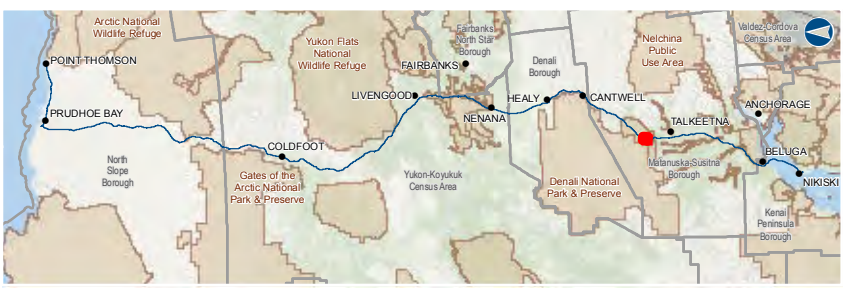 Arctic National
Wildlife Refuge
POINT THOMSON
PRUDHOE BAY
North
Slope
Borough
Yukon Flats
National
Wildlife Refuge
COLDFOOT
Gates of the
Arctic National
Park & Preserve
LIVENGOOD
Fairbanks
North Star
Borough
FAIRBANKS
NENANA
Yukon-Koyukuk
Census Area
Denali
Borough
HEALY
CANTWELL
Denali National
Park & Preserve
Nelchina
Public
Use Area
TALKEETNA
Matanuska-Susitna
Borough
Valdez-Cordova
Census Area
ANCHORAGE
BELUGA
NIKISKI
Kenai
Peninsula
Borough